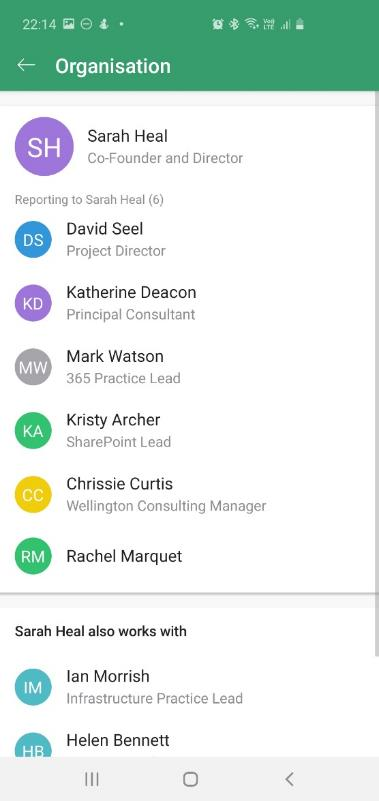 22:14
Organisation
SH
Sarah Heal
Co-Founder and Director
Reporting to Sarah Heal (6)
DS
David Seel
Project Director
KD
Katherine Deacon
Principal Consultant
MW
Mark Watson
365 Practice Lead
KA
Kristy Archer
SharePoint Lead
CC
Chrissie Curtis
Wellington Consulting Manager
RM
Rachel Marquet
Sarah Heal also works with
IM
Ian Morrish
Infrastructure Practice Lead
HB
Helen Bennett